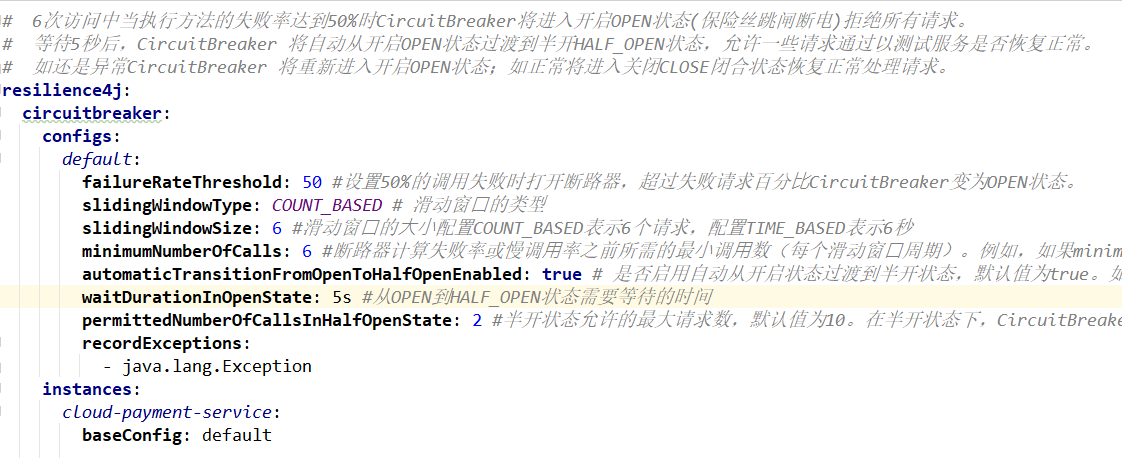 # 6次访问中当执行方法的失败率达到50%时CircuitBreaker将进入开启OPEN状态(保险丝跳闸断电)拒绝所有请求。
# 等待5秒后，CircuitBreaker 将自动从开启OPEN状态过渡到半开HALF_OPEN状态，允许一些请求通过以测试服务是否恢复正常。
# 如还是异常CircuitBreaker 将重新进入开启OPEN状态；如正常将进入关闭CLOSE闭合状态恢复正常处理请求。
resilience4j:
circuitbreaker:
configs:
default:
failureRateThreshold: 50 #设置50%的调用失败时打开断路器，超过失败请求百分比CircuitBreaker变为OPEN状态。
slidingWindowType: COUNT_BASED # 滑动窗口的类型
slidingWindowSize: 6 #滑动窗口的大小配置COUNT_BASED表示6个请求，配置TIME_BASED表示6秒
minimumNumberOfCalls: 6 #断路器计算失败率或慢调用率之前所需的最小调用数（每个滑动窗口周期）。例如，如果minim
automaticTransitionFromOpenToHalfOpenEnabled: true # 是否启用自动从开启状态过渡到半开状态，默认值为true。如
waitDurationInOpenState: 5s #从OPEN到HALF_OPEN状态需要等待的时间
permittedNumberOfCallsInHalfOpenState: 2 #半开状态允许的最大请求数，默认值为10。在半开状态下，CircuitBreake
recordExceptions:
- java.lang.Exception
instances:
cloud-payment-service:
baseConfig: default